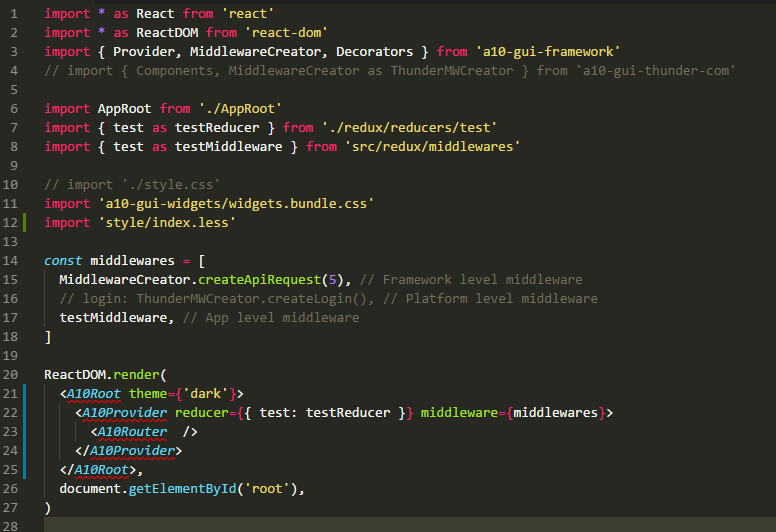 1 import * as React from 'react'
2 import * as ReactDOM from 'react-dom'
3 import { Provider, MiddlewareCreator, Decorators } from 'a10-gui-framework'
4 // import { Components, MiddlewareCreator as ThunderMWCreator } from 'a10-gui-thunder-com'
5
6 import AppRoot from './AppRoot'
7 import { test as testReducer } from './redux/reducers/test'
8 import { test as testMiddleware } from 'src/redux/middlewares'
9
10 // import './style.css'
11 import 'a10-gui-widgets/widgets.bundle.css'
12 import 'style/index.less'
13
14 const middlewares = [
15 MiddlewareCreator.createApiRequest(5), // Framework level middleware
16 // login: ThunderMWCreator.createLogin(), // Platform level middleware
17 testMiddleware, // App level middleware
18 ]
19
20 ReactDOM.render(
21 <A10Root theme={'dark'}>
22 <A10Provider reducer={{ test: testReducer }} middleware={middlewares}>
23 <A10Router />
24 </A10Provider>
25 </A10Root>,
26 document.getElementById('root'),
27 )
28